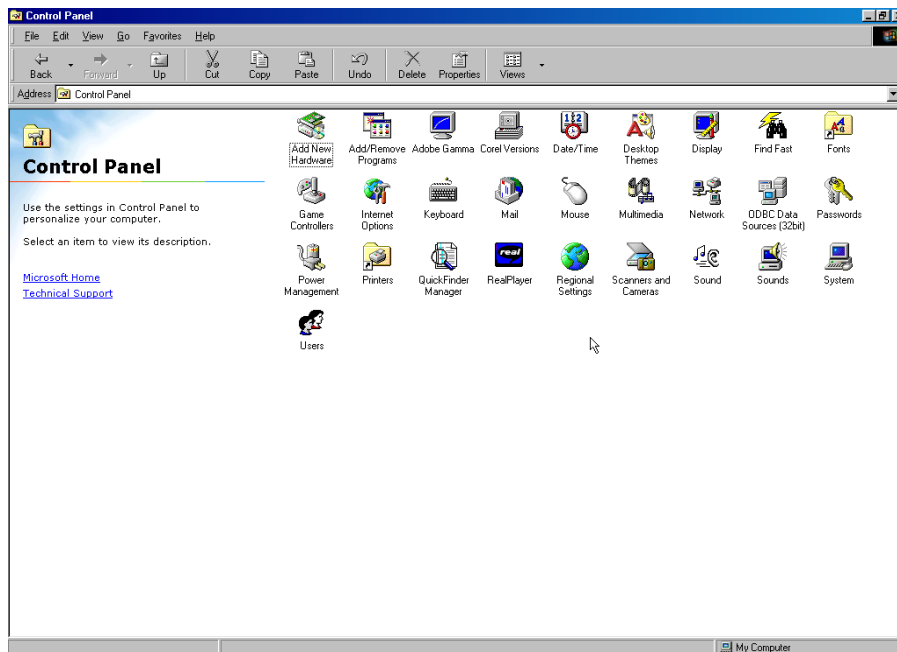 Control Panel
File Edit View Go Favorites Help
Back Forward Up Cut Copy Paste Undo Delete Properties Views
Address Control Panel
Control Panel
Use the settings in Control Panel to
personalize your computer.
Select an item to view its description.
Microsoft Home
Technical Support
Add New
Hardware
Add/Remove
Programs
Adobe Gamma
Corel Versions
Date/Time
Desktop
Themes
Display
Find Fast
Fonts
Game
Controllers
Internet
Options
Keyboard
Mail
Mouse
Multimedia
Network
ODBC Data
Sources (32bit)
Passwords
Power
Management
Printers
QuickFinder
Manager
real
RealPlayer
Regional
Settings
Scanners and
Cameras
Sound
Sounds
System
Users
My Computer